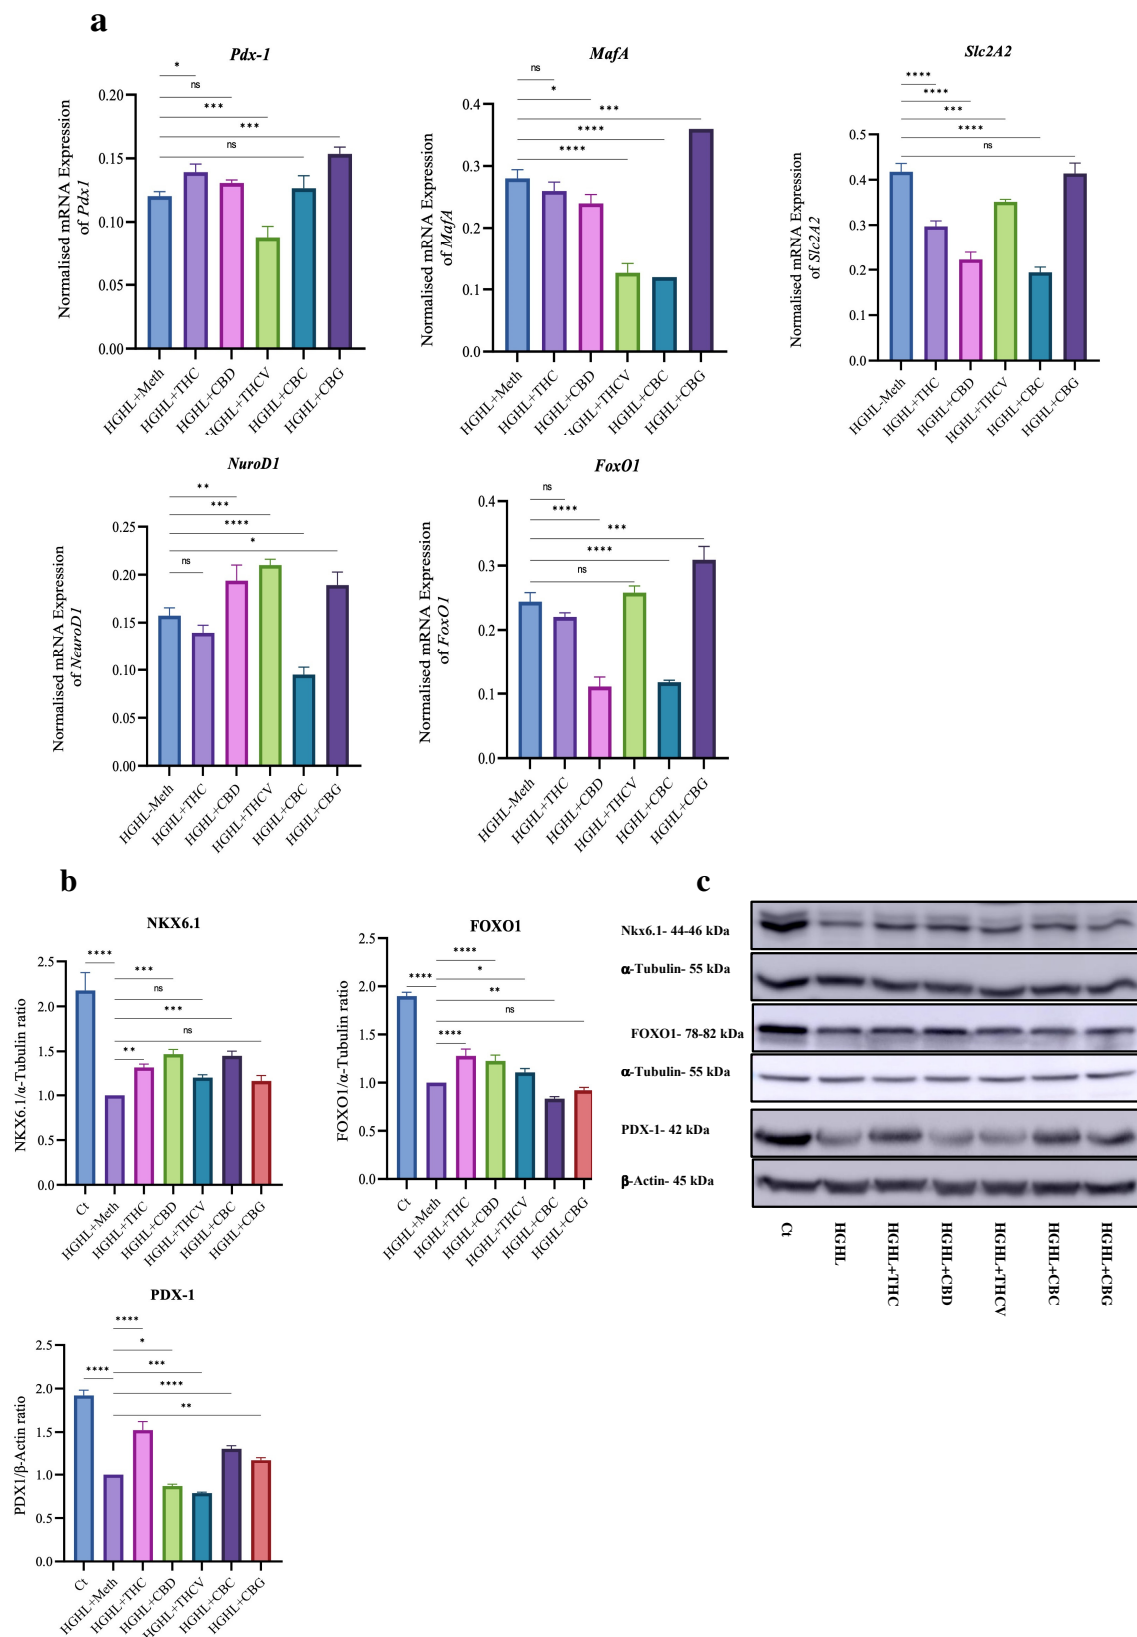 a
Pdx-1
*
ns
***
***
ns
0.20
0.15
0.10
0.05
0.00
Normalised mRNA Expression
of Pdx1
HGHL+Meth
HGHL+THC
HGHL+CBD
HGHL+THCV
HGHL+CBC
HGHL+CBG
MafA
ns
*
***
****
****
0.4
0.3
0.2
0.1
0.0
Normalised mRNA Expression
of MafA
HGHL+Meth
HGHL+THC
HGHL+CBD
HGHL+THCV
HGHL+CBC
HGHL+CBG
Slc2A2
****
****
***
****
ns
0.5
0.4
0.3
0.2
0.1
0.0
Normalised mRNA Expression
of Slc2A2
HGHL-Meth
HGHL+THC
HGHL+CBD
HGHL+THCV
HGHL+CBC
HGHL+CBG
NuroD1
**
***
****
*
ns
0.25
0.20
0.15
0.10
0.05
0.00
Normalised mRNA Expression
of NeuroD1
HGHL-Meth
HGHL+THC
HGHL+CBD
HGHL+THCV
HGHL+CBC
HGHL+CBG
FoxO1
ns
****
***
****
ns
0.4
0.3
0.2
0.1
0.0
Normalised mRNA Expression
of FoxO1
HGHL-Meth
HGHL+THC
HGHL+CBD
HGHL+THCV
HGHL+CBC
HGHL+CBG
b
NKX6.1
****
***
ns
***
ns
**
2.5
2.0
1.5
1.0
0.5
0.0
NKX6.1/α-Tubulin ratio
Ct
HGHL+Meth
HGHL+THC
HGHL+CBD
HGHL+THCV
HGHL+CBC
HGHL+CBG
FOXO1
****
****
*
**
ns
****
2.5
2.0
1.5
1.0
0.5
0.0
FOXO1/α-Tubulin ratio
Ct
HGHL+Meth
HGHL+THC
HGHL+CBD
HGHL+THCV
HGHL+CBC
HGHL+CBG
PDX-1
****
*
***
****
****
**
2.5
2.0
1.5
1.0
0.5
0.0
PDX1/β-Actin ratio
Ct
HGHL+Meth
HGHL+THC
HGHL+CBD
HGHL+THCV
HGHL+CBC
HGHL+CBG
c
Nkx6.1- 44-46 kDa
α-Tubulin- 55 kDa
FOXO1- 78-82 kDa
α-Tubulin- 55 kDa
PDX-1- 42 kDa
β-Actin- 45 kDa
Ct
HGHL
HGHL+THC
HGHL+CBD
HGHL+THCV
HGHL+CBC
HGHL+CBG